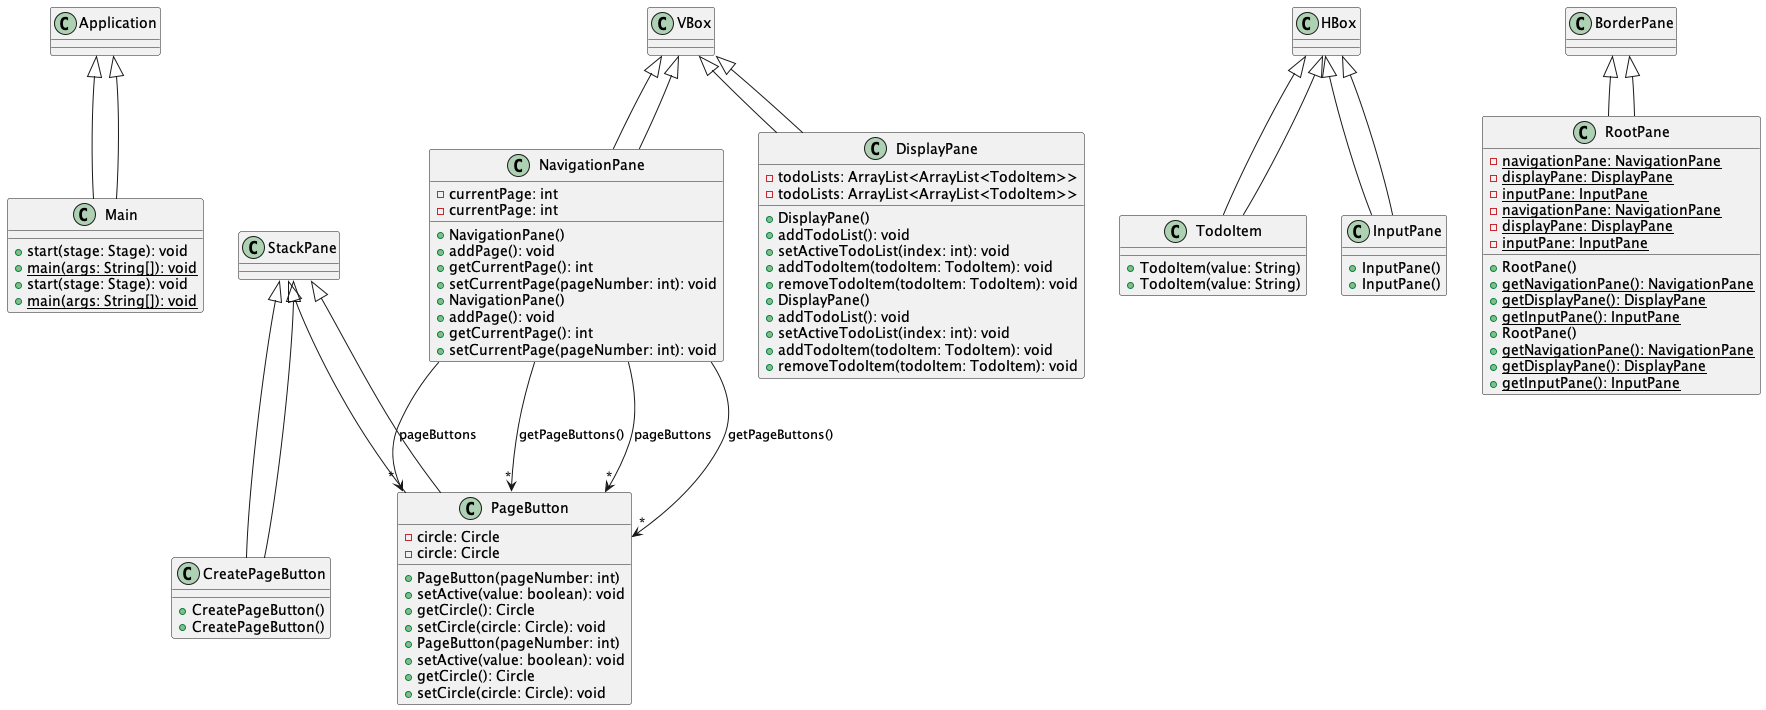 C Application
C VBox
C HBox
C BorderPane
C Main
start(stage: Stage): void
main(args: String[]): void
start(stage: Stage): void
main(args: String[]): void
C StackPane
C NavigationPane
currentPage: int
currentPage: int
NavigationPane()
addPage(): void
getCurrentPage(): int
setCurrentPage(pageNumber: int): void
NavigationPane()
addPage(): void
getCurrentPage(): int
setCurrentPage(pageNumber: int): void
C DisplayPane
todoLists: ArrayList<ArrayList<TodoItem>>
todoLists: ArrayList<ArrayList<TodoItem>>
DisplayPane()
addTodoList(): void
setActiveTodoList(index: int): void
addTodoItem(todoItem: TodoItem): void
removeTodoItem(todoItem: TodoItem): void
DisplayPane()
addTodoList(): void
setActiveTodoList(index: int): void
addTodoItem(todoItem: TodoItem): void
removeTodoItem(todoItem: TodoItem): void
C TodoItem
TodoItem(value: String)
TodoItem(value: String)
C InputPane
InputPane()
InputPane()
C RootPane
navigationPane: NavigationPane
displayPane: DisplayPane
inputPane: InputPane
navigationPane: NavigationPane
displayPane: DisplayPane
inputPane: InputPane
RootPane()
getNavigationPane(): NavigationPane
getDisplayPane(): DisplayPane
getInputPane(): InputPane
RootPane()
getNavigationPane(): NavigationPane
getDisplayPane(): DisplayPane
getInputPane(): InputPane
pageButtons
getPageButtons()
pageButtons
getPageButtons()
*
*
*
*
C CreatePageButton
CreatePageButton()
CreatePageButton()
C PageButton
circle: Circle
circle: Circle
PageButton(pageNumber: int)
setActive(value: boolean): void
getCircle(): Circle
setCircle(circle: Circle): void
PageButton(pageNumber: int)
setActive(value: boolean): void
getCircle(): Circle
setCircle(circle: Circle): void